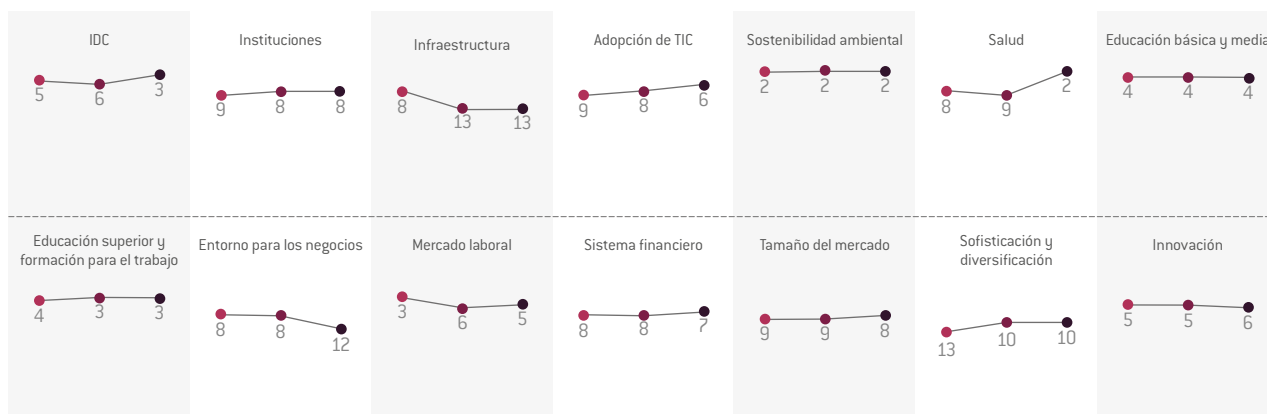 IDC
5 6 3
Instituciones
9 8 8
Infraestructura
8 13 13
Adopción de TIC
9 8 6
Sostenibilidad ambiental
2 2 2
Salud
8 9 2
Educación básica y media
4 4 4
Educación superior y
formación para el trabajo
4 3 3
Entorno para los negocios
8 8 12
Mercado laboral
3 6 5
Sistema financiero
8 8 7
Tamaño del mercado
9 9 8
Sofisticación y
diversificación
13 10 10
Innovación
5 5 6